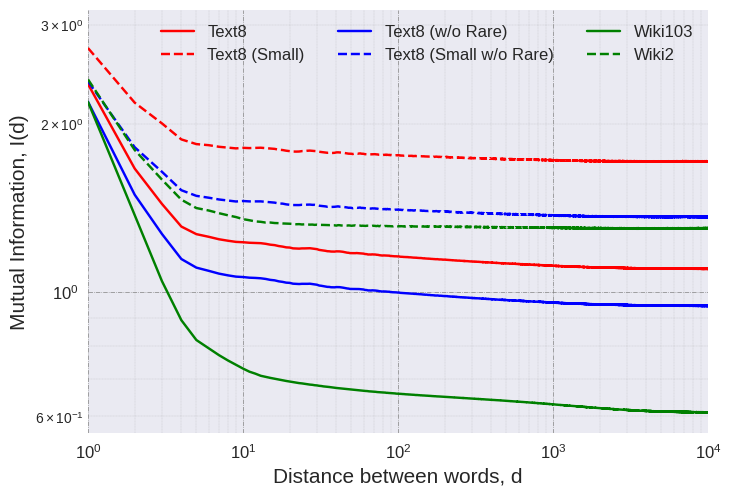 3×10⁰
Text8
Text8 (w/o Rare)
Wiki103
Text8 (Small)
Text8 (Small w/o Rare)
Wiki2
2×10⁰
Mutual Information, I(d)
10⁰
6×10⁻¹
10⁰
10¹
10²
10³
10⁴
Distance between words, d